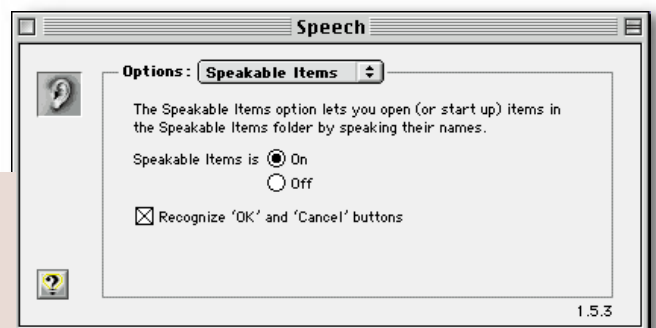 Speech
Options: Speakable Items
The Speakable Items option lets you open (or start up) items in
the Speakable Items folder by speaking their names.
Speakable Items is On
Off
Recognize ‘OK’ and ‘Cancel’ buttons
?
1.5.3